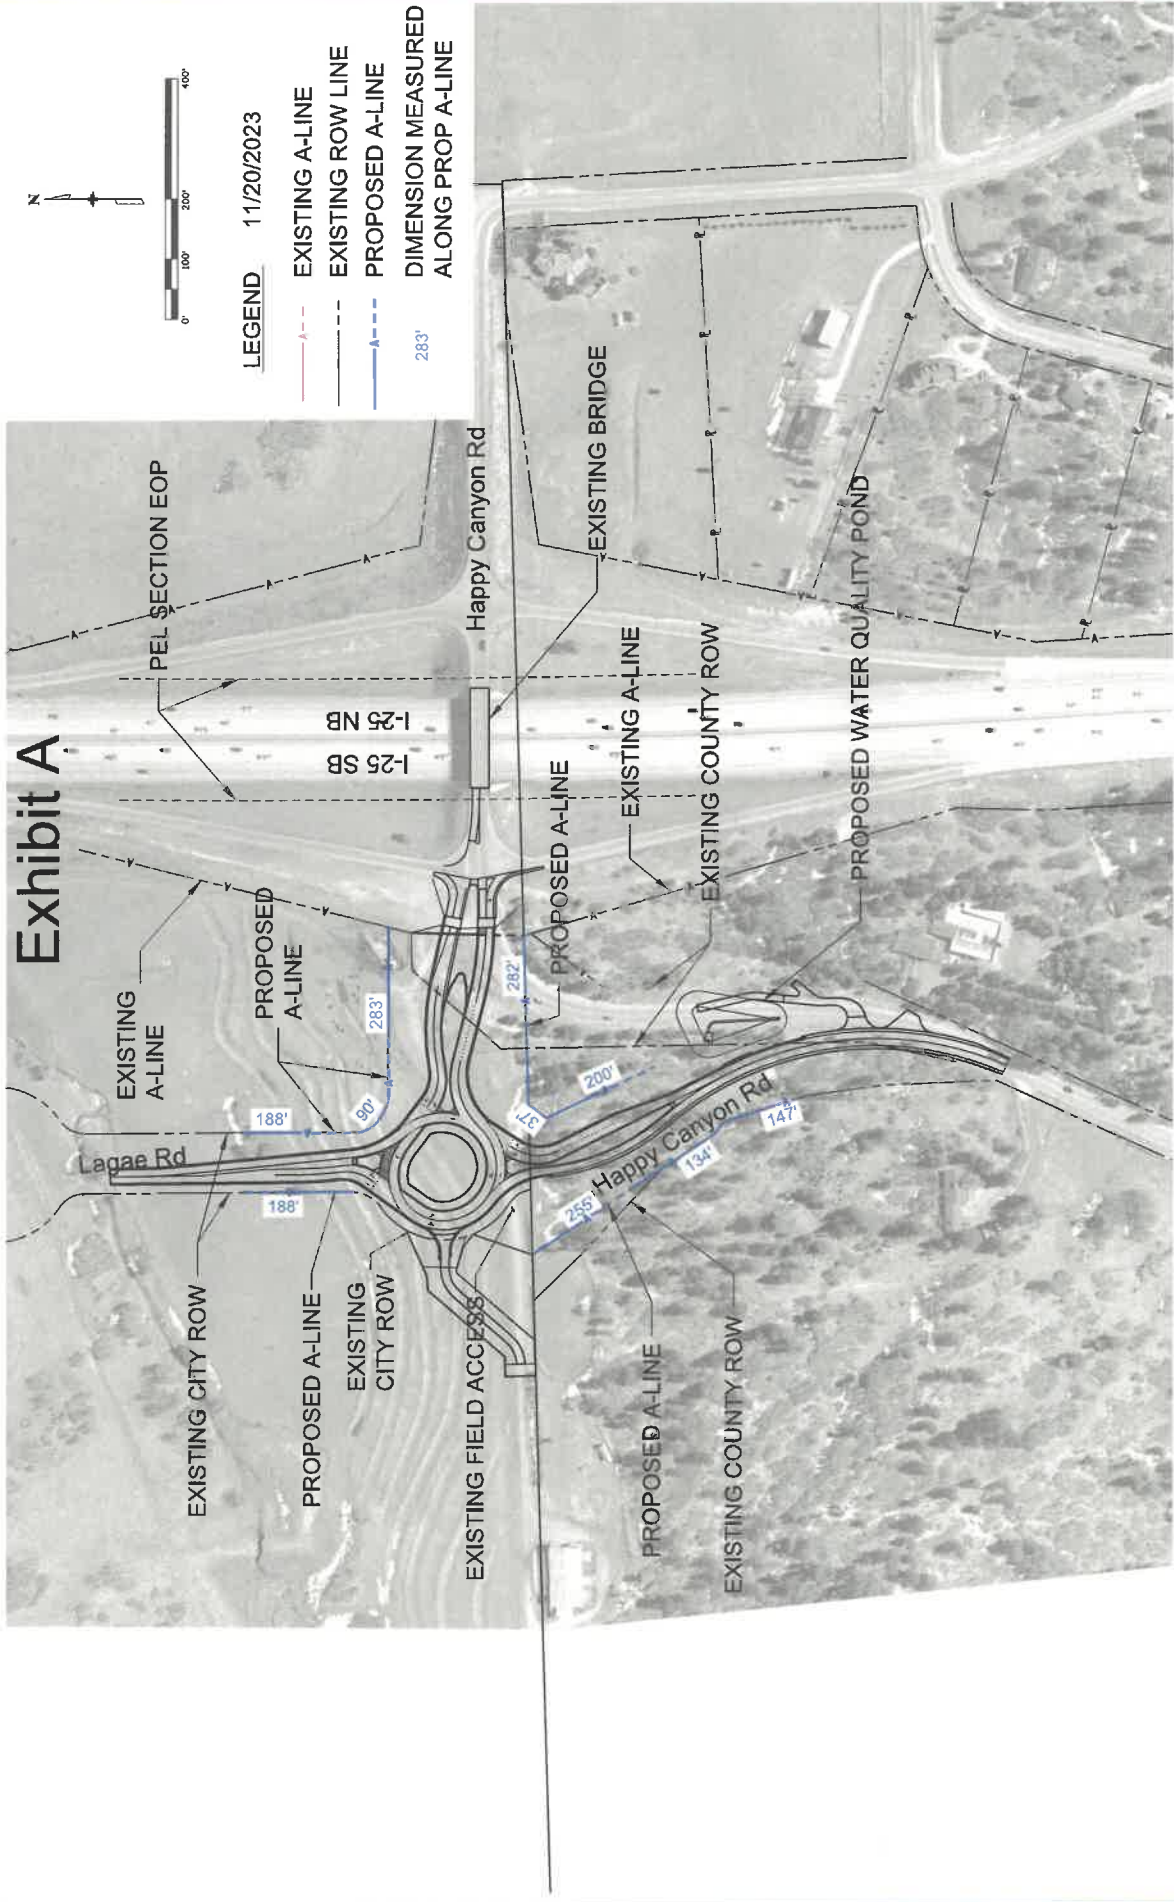 Exhibit A
N
0'
100'
200'
400'
LEGEND 11/20/2023
A EXISTING A-LINE
EXISTING ROW LINE
A PROPOSED A-LINE
283' DIMENSION MEASURED
ALONG PROP A-LINE
PEL SECTION EOP
EXISTING
A-LINE
PROPOSED
A-LINE
188'
90'
283'
Lagae Rd
188'
EXISTING CITY ROW
PROPOSED A-LINE
EXISTING
CITY ROW
EXISTING FIELD ACCESS
I-25 SB
I-25 NB
Happy Canyon Rd
EXISTING BRIDGE
282'
PROPOSED A-LINE
EXISTING A-LINE
EXISTING COUNTY ROW
PROPOSED WATER QUALITY POND
37'
200'
Happy Canyon Rd
255'
134'
147'
PROPOSED A-LINE
EXISTING COUNTY ROW